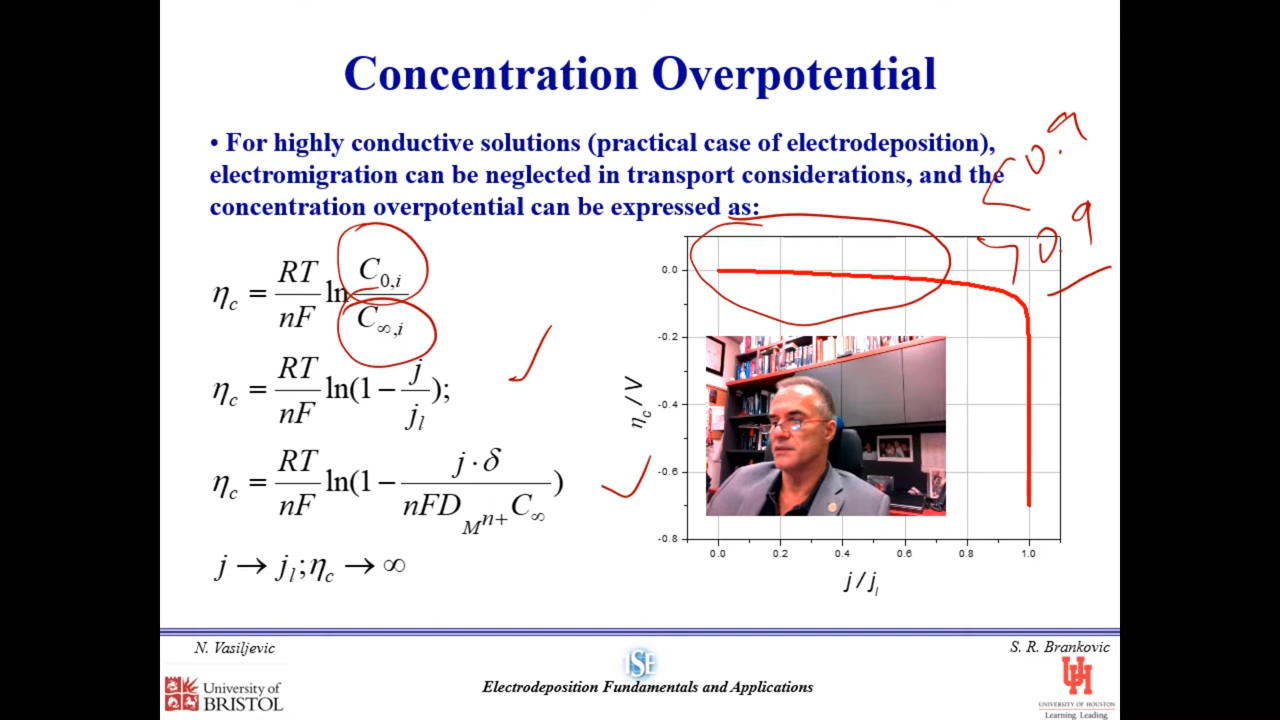 Concentration Overpotential
• For highly conductive solutions (practical case of electrodeposition),
electromigration can be neglected in transport considerations, and the
concentration overpotential can be expressed as:
<0.9
>0.9
η_c = RT/nF ln C_{0,i}/C_{∞,i}
η_c = RT/nF ln(1 − j/j_l);
η_c = RT/nF ln(1 − j·δ/nFD_{M^{n+}}C_∞)
j → j_l; η_c → ∞
η_c / V
0.0
-0.2
-0.4
-0.6
-0.8
0.0 0.2 0.4 0.6 0.8 1.0
j / j_l
N. Vasiljevic
S. R. Brankovic
University of
BRISTOL
ISE
Electrodeposition Fundamentals and Applications
UNIVERSITY OF HOUSTON
Learning. Leading.